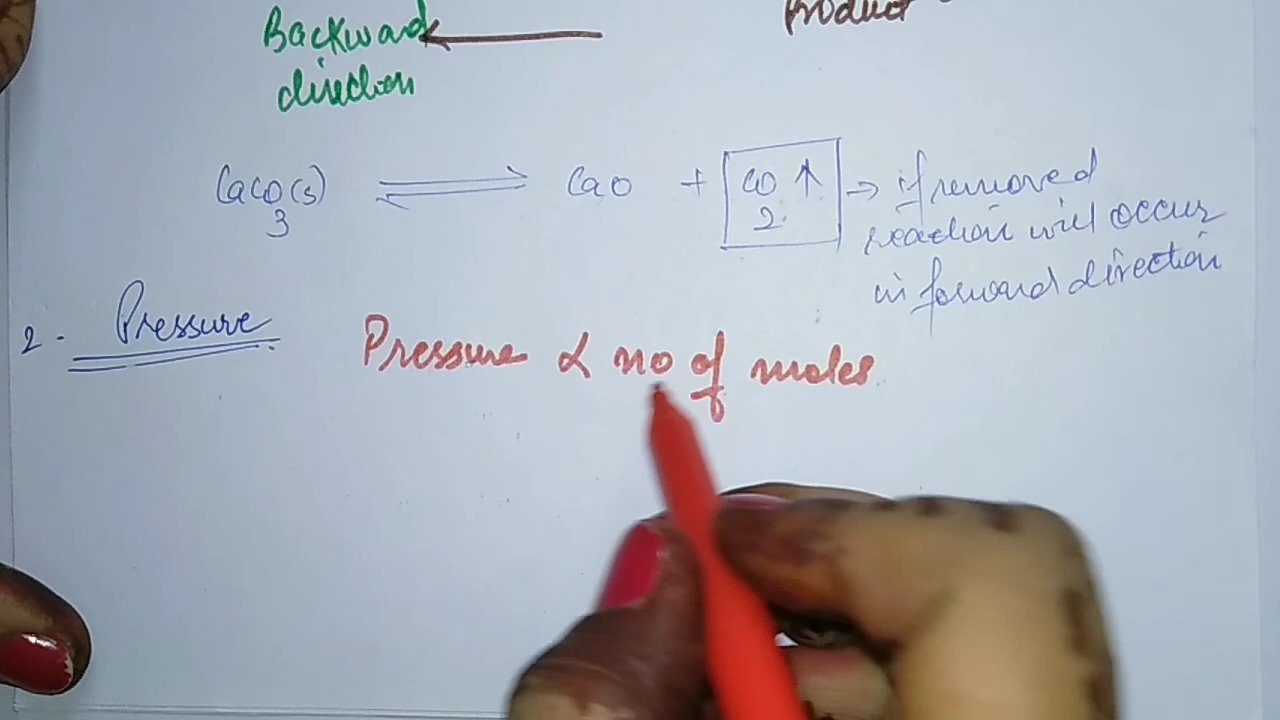 Backward Product
direction
CaCO₃(s) ⇌ CaO + CO₂ ↑ → if removed
reaction will occur
in forward direction
2. Pressure
Pressure ∝ no of moles